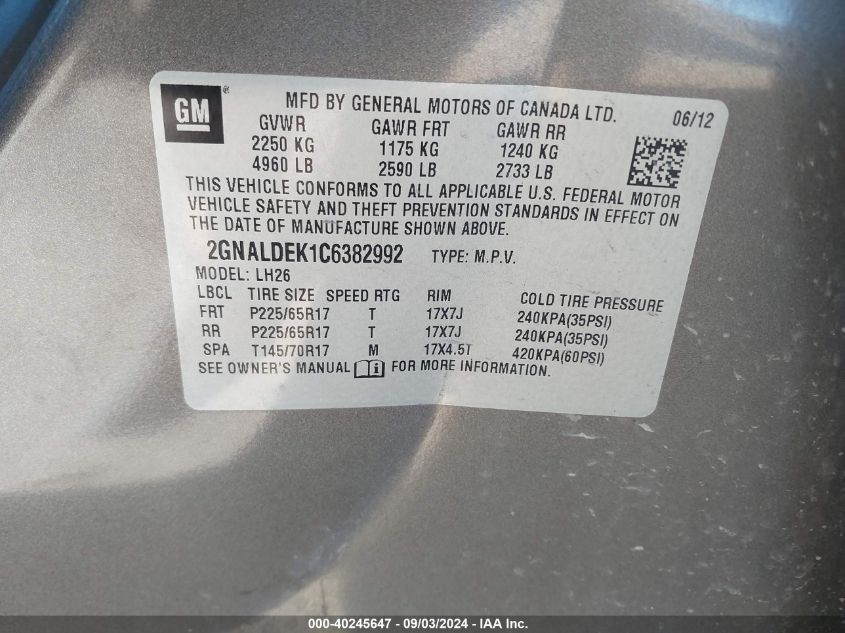 GM ®
MFD BY GENERAL MOTORS OF CANADA LTD. 06/12
GVWR GAWR FRT GAWR RR
2250 KG 1175 KG 1240 KG
4960 LB 2590 LB 2733 LB
THIS VEHICLE CONFORMS TO ALL APPLICABLE U.S. FEDERAL MOTOR
VEHICLE SAFETY AND THEFT PREVENTION STANDARDS IN EFFECT ON
THE DATE OF MANUFACTURE SHOWN ABOVE.
2GNALDEK1C6382992 TYPE: M.P.V.
MODEL: LH26
LBCL TIRE SIZE SPEED RTG RIM COLD TIRE PRESSURE
FRT P225/65R17 T 17X7J 240KPA(35PSI)
RR P225/65R17 T 17X7J 240KPA(35PSI)
SPA T145/70R17 M 17X4.5T 420KPA(60PSI)
SEE OWNER'S MANUAL FOR MORE INFORMATION.
000-40245647 - 09/03/2024 - IAA Inc.